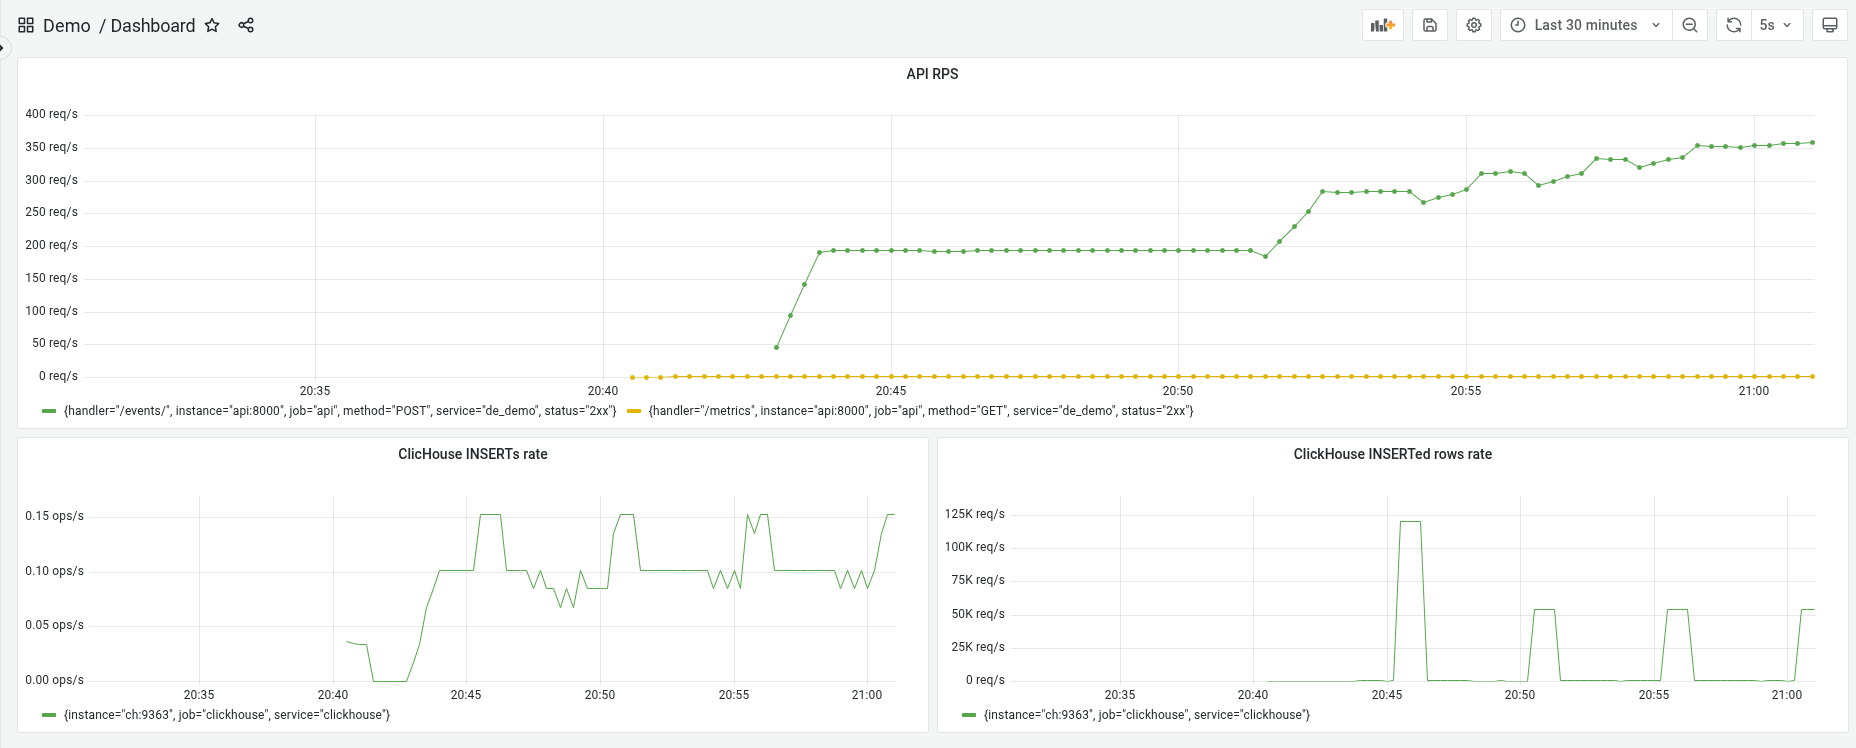 Demo / Dashboard
Last 30 minutes
5s
API RPS
400 req/s
350 req/s
300 req/s
250 req/s
200 req/s
150 req/s
100 req/s
50 req/s
0 req/s
20:35 20:40 20:45 20:50 20:55 21:00
{handler="/events/", instance="api:8000", job="api", method="POST", service="de_demo", status="2xx"} {handler="/metrics", instance="api:8000", job="api", method="GET", service="de_demo", status="2xx"}
ClicHouse INSERTs rate
0.15 ops/s
0.10 ops/s
0.05 ops/s
0.00 ops/s
20:35 20:40 20:45 20:50 20:55 21:00
{instance="ch:9363", job="clickhouse", service="clickhouse"}
ClickHouse INSERTed rows rate
125K req/s
100K req/s
75K req/s
50K req/s
25K req/s
0 req/s
20:35 20:40 20:45 20:50 20:55 21:00
{instance="ch:9363", job="clickhouse", service="clickhouse"}